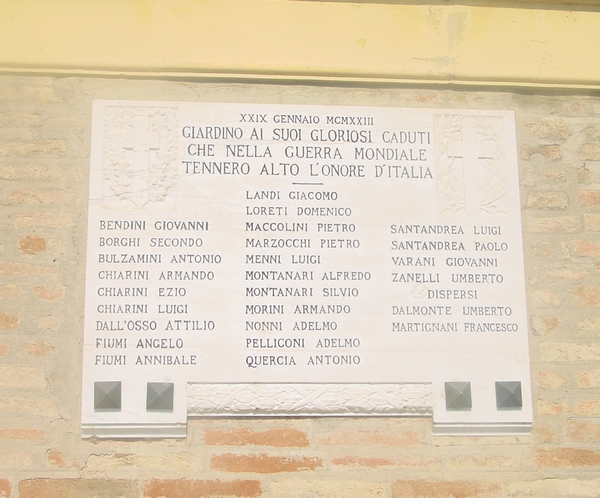 XXIX GENNAIO MCMXXIII
GIARDINO AI SUOI GLORIOSI CADUTI
CHE NELLA GUERRA MONDIALE
TENNERO ALTO L'ONORE D'ITALIA
BENDINI GIOVANNI
BORGHI SECONDO
BULZAMINI ANTONIO
CHIARINI ARMANDO
CHIARINI EZIO
CHIARINI LUIGI
DALL'OSSO ATTILIO
FIUMI ANGELO
FIUMI ANNIBALE
LANDI GIACOMO
LORETI DOMENICO
MACCOLINI PIETRO
MARZOCCHI PIETRO
MENNI LUIGI
MONTANARI ALFREDO
MONTANARI SILVIO
MORINI ARMANDO
NONNI ADELMO
PELLICONI ADELMO
QUERCIA ANTONIO
SANTANDREA LUIGI
SANTANDREA PAOLO
VARANI GIOVANNI
ZANELLI UMBERTO
DISPERSI
DALMONTE UMBERTO
MARTIGNANI FRANCESCO